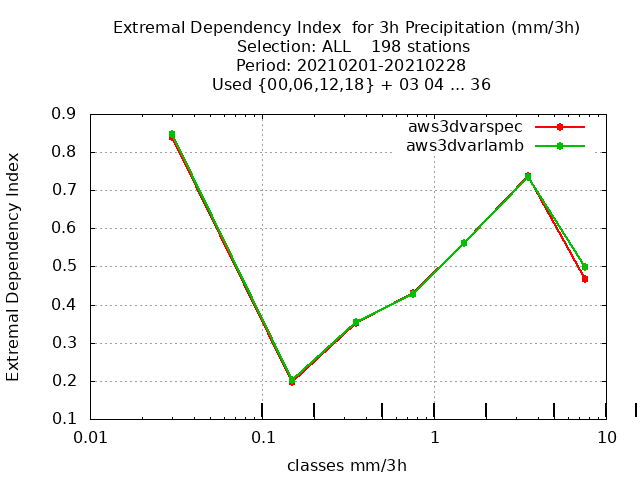 Extremal Dependency Index  for 3h Precipitation (mm/3h)
Selection: ALL    198 stations
Period: 20210201-20210228
Used {00,06,12,18} + 03 04 ... 36
aws3dvarspec
aws3dvarlamb
0.9
0.8
0.7
0.6
0.5
0.4
0.3
0.2
0.1
Extremal Dependency Index
0.01 0.1 1 10
classes mm/3h